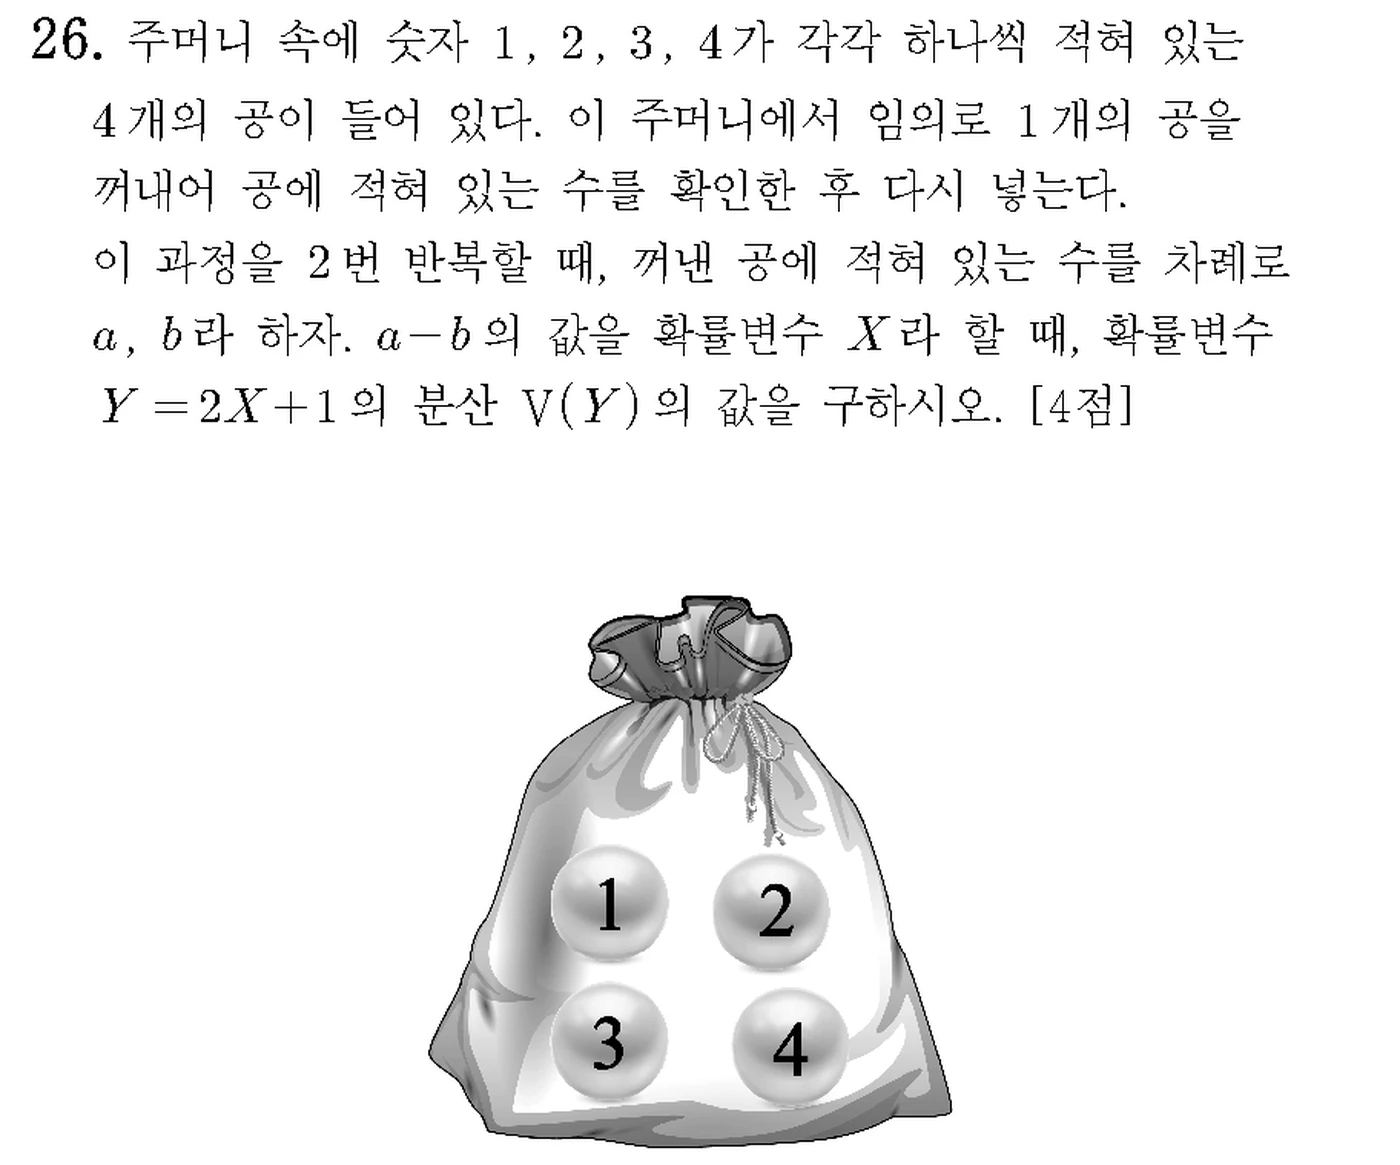 26. 주머니 속에 숫자 1, 2, 3, 4가 각각 하나씩 적혀 있는
4개의 공이 들어 있다. 이 주머니에서 임의로 1개의 공을
꺼내어 공에 적혀 있는 수를 확인한 후 다시 넣는다.
이 과정을 2번 반복할 때, 꺼낸 공에 적혀 있는 수를 차례로
a, b라 하자. a-b의 값을 확률변수 X라 할 때, 확률변수
Y=2X+1의 분산 V(Y)의 값을 구하시오. [4점]
1 2
3 4